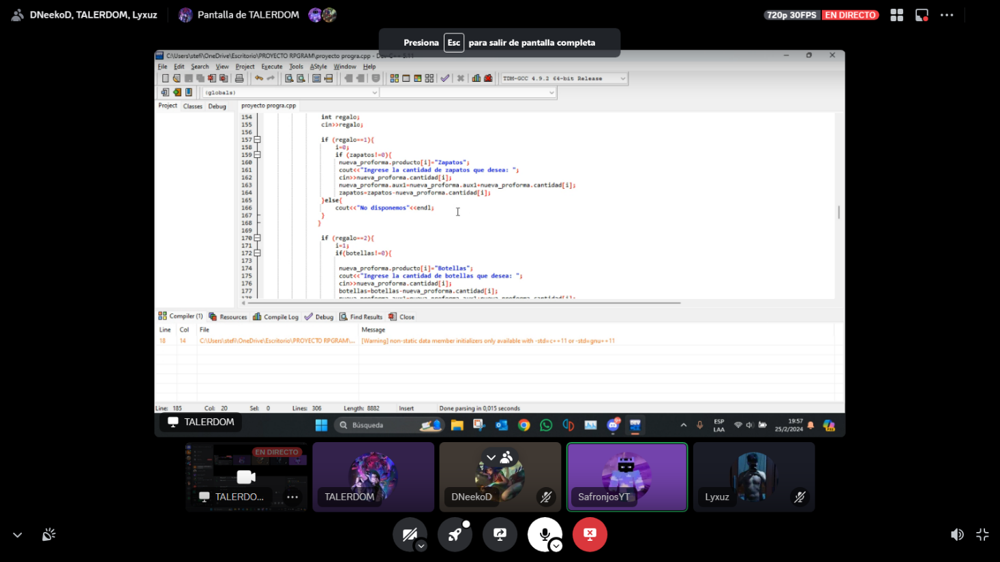 DNeekoD, TALERDOM, Lyxuz
Pantalla de TALERDOM
720p 30FPS EN DIRECTO
Presiona Esc para salir de pantalla completa
C:\Users\stefi\OneDrive\Escritorio\PROYECTO RPGRAM\proyecto progra.cpp - Dev-C++ 5.11
File Edit Search View Project Execute Tools AStyle Window Help
TDM-GCC 4.9.2 64-bit Release
(globals)
Project Classes Debug
proyecto progra.cpp
154 int regalo;
155 cin>>regalo;
156
157 if (regalo==1){
158 i=0;
159 if (zapatos!=0){
160 nueva_proforma.producto[i]="Zapatos";
161 cout<<"Ingrese la cantidad de zapatos que desea: ";
162 cin>>nueva_proforma.cantidad[i];
163 nueva_proforma.aux1=nueva_proforma.aux1+nueva_proforma.cantidad[i];
164 zapatos=zapatos-nueva_proforma.cantidad[i];
165 }else{
166 cout<<"No disponemos"<<endl;
167 }
168 }
169
170 if (regalo==2){
171 i=1;
172 if(botellas!=0){
173
174 nueva_proforma.producto[i]="Botellas";
175 cout<<"Ingrese la cantidad de botellas que desea: ";
176 cin>>nueva_proforma.cantidad[i];
177 botellas=botellas-nueva_proforma.cantidad[i];
Compiler (1) Resources Compile Log Debug Find Results Close
Line Col File Message
18 14 C:\Users\stefi\OneDrive\Escritorio\PROYECTO RPGRAM\... [Warning] non-static data member initializers only available with -std=c++11 or -std=gnu++11
Line: 185 Col: 20 Sel: 0 Lines: 306 Length: 8882 Insert Done parsing in 0,015 seconds
TALERDOM
Búsqueda
ESP
LAA
19:57
25/2/2024
EN DIRECTO
TALERDO...
TALERDOM
DNeekoD
SafronjosYT
Lyxuz